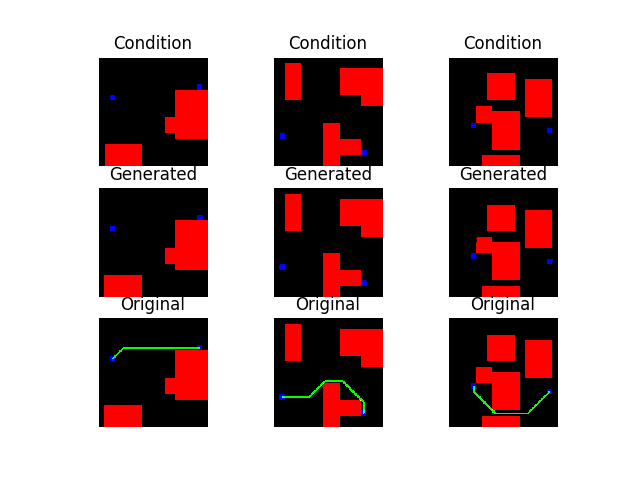 Condition Condition Condition
Generated Generated Generated
Original Original Original